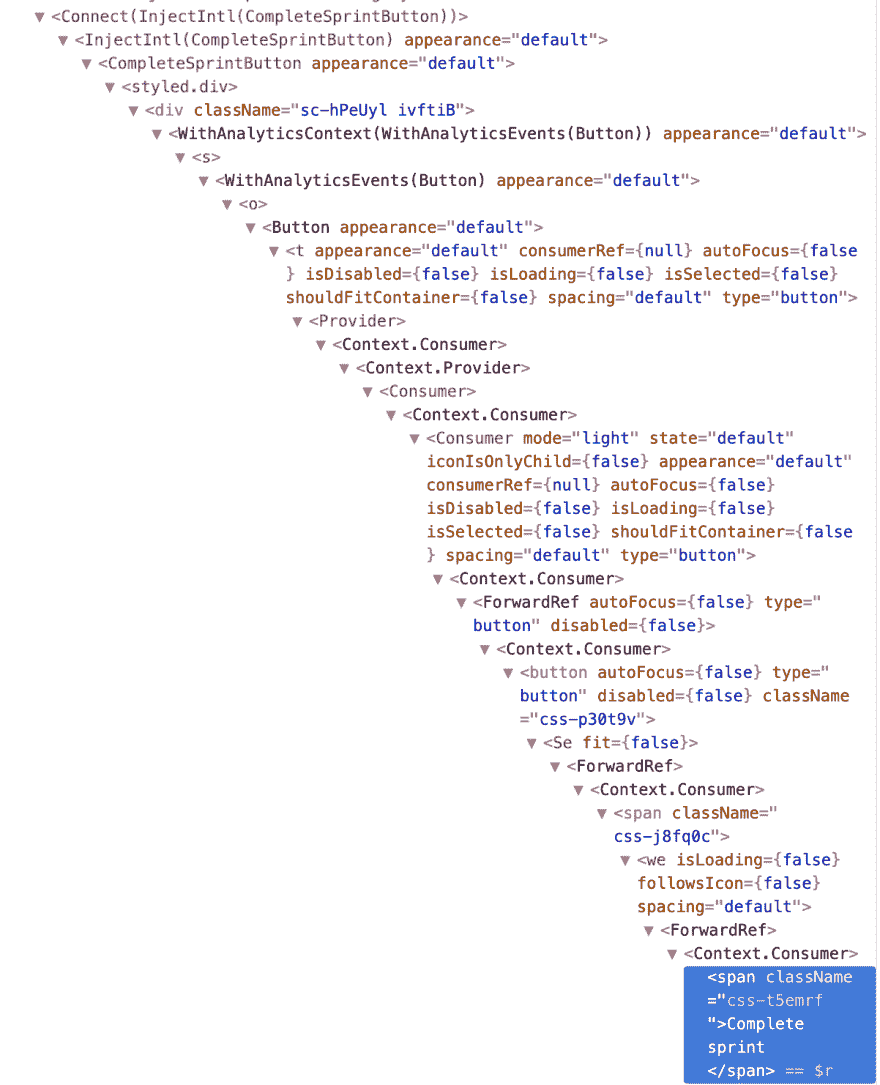 ▼ <Connect(InjectIntl(CompleteSprintButton))>
▼ <InjectIntl(CompleteSprintButton) appearance="default">
▼ <CompleteSprintButton appearance="default">
▼ <styled.div>
▼ <div className="sc-hPeUyl ivftiB">
▼ <WithAnalyticsContext(WithAnalyticsEvents(Button)) appearance="default">
▼ <s>
▼ <WithAnalyticsEvents(Button) appearance="default">
▼ <o>
▼ <Button appearance="default">
▼ <t appearance="default" consumerRef={null} autoFocus={false
} isDisabled={false} isLoading={false} isSelected={false}
shouldFitContainer={false} spacing="default" type="button">
▼ <Provider>
▼ <Context.Consumer>
▼ <Context.Provider>
▼ <Consumer>
▼ <Context.Consumer>
▼ <Consumer mode="light" state="default"
iconIsOnlyChild={false} appearance="default"
consumerRef={null} autoFocus={false}
isDisabled={false} isLoading={false}
isSelected={false} shouldFitContainer={false
} spacing="default" type="button">
▼ <Context.Consumer>
▼ <ForwardRef autoFocus={false} type="
button" disabled={false}>
▼ <Context.Consumer>
▼ <button autoFocus={false} type="
button" disabled={false} className
="css-p30t9v">
▼ <Se fit={false}>
▼ <ForwardRef>
▼ <Context.Consumer>
▼ <span className="
css-j8fq0c">
▼ <we isLoading={false}
followsIcon={false}
spacing="default">
▼ <ForwardRef>
▼ <Context.Consumer>
<span className
="css-t5emrf
">Complete
sprint
</span> == $r